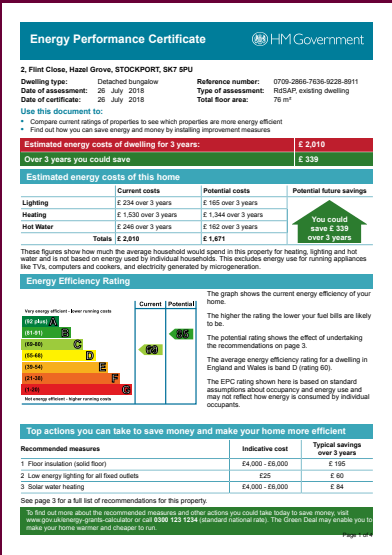 Energy Performance Certificate
HM Government
2, Flint Close, Hazel Grove, STOCKPORT, SK7 5PU
Dwelling type: Detached bungalow
Reference number: 0709-2866-7636-9228-8911
Date of assessment: 26 July 2018
Type of assessment: RdSAP, existing dwelling
Date of certificate: 26 July 2018
Total floor area: 76 m²
Use this document to:
• Compare current ratings of properties to see which properties are more energy efficient
• Find out how you can save energy and money by installing improvement measures
Estimated energy costs of dwelling for 3 years: £ 2,010
Over 3 years you could save £ 339
Estimated energy costs of this home
Current costs Potential costs Potential future savings
Lighting £ 234 over 3 years £ 165 over 3 years
Heating £ 1,530 over 3 years £ 1,344 over 3 years
Hot Water £ 246 over 3 years £ 162 over 3 years
Totals £ 2,010 £ 1,671
You could
save £ 339
over 3 years
These figures show how much the average household would spend in this property for heating, lighting and hot
water and is not based on energy used by individual households. This excludes energy use for running appliances
like TVs, computers and cookers, and electricity generated by microgeneration.
Energy Efficiency Rating
Current Potential
Very energy efficient - lower running costs
(92 plus) A
(81-91) B
(69-80) C
(55-68) D
(39-54) E
(21-38) F
(1-20) G
Not energy efficient - higher running costs
69
85
The graph shows the current energy efficiency of your
home.
The higher the rating the lower your fuel bills are likely
to be.
The potential rating shows the effect of undertaking
the recommendations on page 3.
The average energy efficiency rating for a dwelling in
England and Wales is band D (rating 60).
The EPC rating shown here is based on standard
assumptions about occupancy and energy use and
may not reflect how energy is consumed by individual
occupants.
Top actions you can take to save money and make your home more efficient
Recommended measures Indicative cost Typical savings
over 3 years
1 Floor insulation (solid floor) £4,000 - £6,000 £ 195
2 Low energy lighting for all fixed outlets £25 £ 60
3 Solar water heating £4,000 - £6,000 £ 84
See page 3 for a full list of recommendations for this property.
To find out more about the recommended measures and other actions you could take today to save money, visit
www.gov.uk/energy-grants-calculator or call 0300 123 1234 (standard national rate). The Green Deal may enable you to
make your home warmer and cheaper to run.
Page 1 of 4